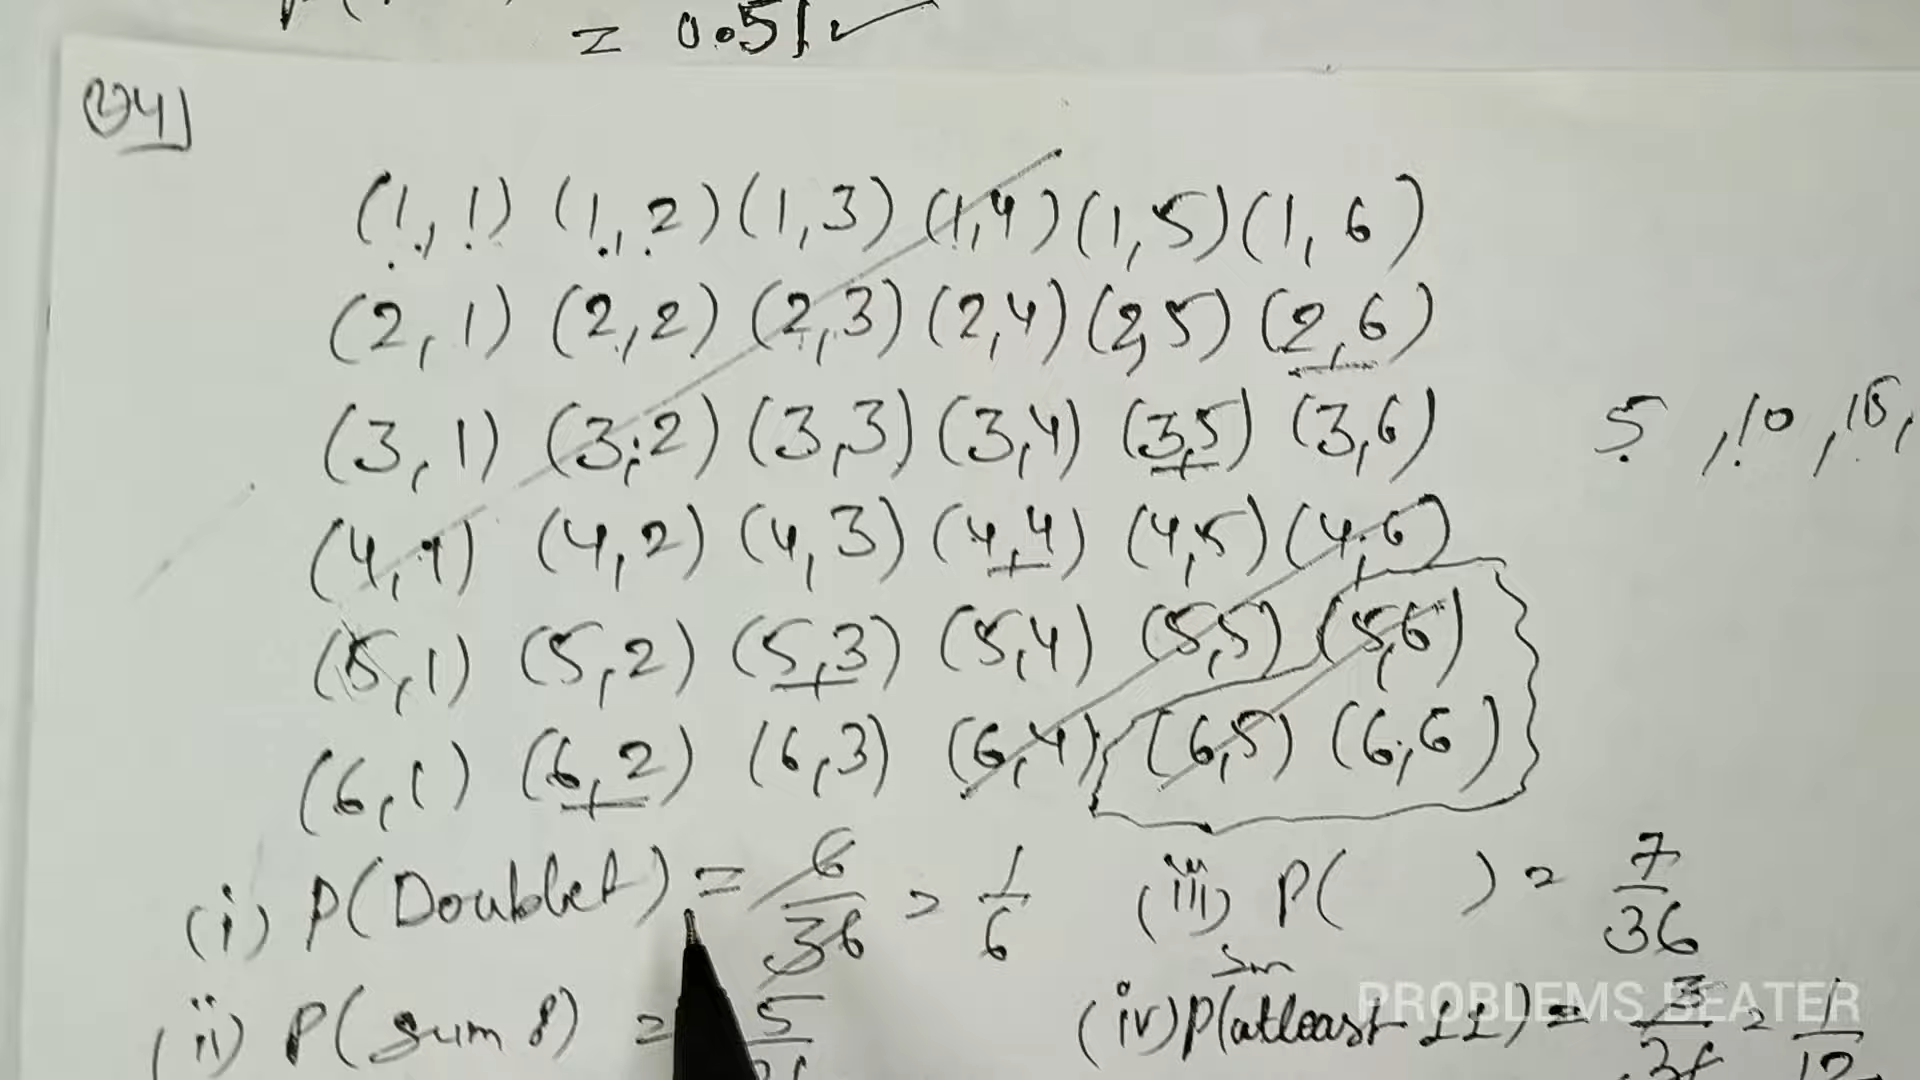 = 0.51
Q4]
(1,1) (1,2) (1,3) (1,4) (1,5) (1,6)
(2,1) (2,2) (2,3) (2,4) (2,5) (2,6)
(3,1) (3,2) (3,3) (3,4) (3,5) (3,6)
5, 10, 15,
(4,1) (4,2) (4,3) (4,4) (4,5) (4,6)
(5,1) (5,2) (5,3) (5,4) (5,5) (5,6)
(6,1) (6,2) (6,3) (6,4) (6,5) (6,6)
(i) P(Doublet) = 6/36 = 1/6
(iii) P( ) = 7/36
(ii) P(sum 8) = 5/36
(iv) P(atleast 11) = 3/36 = 1/12
PROBLEMS BEATER